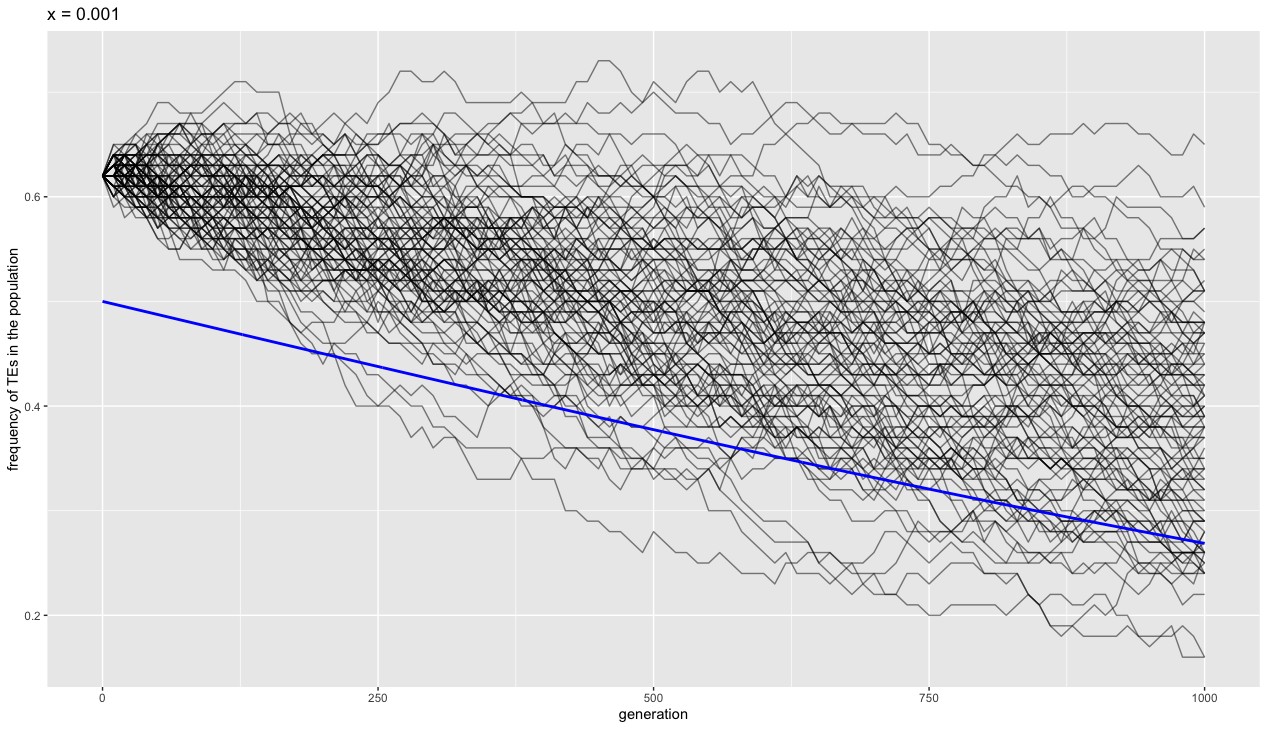 x = 0.001
frequency of TEs in the population
0.6
0.4
0.2
0 250 500 750 1000
generation